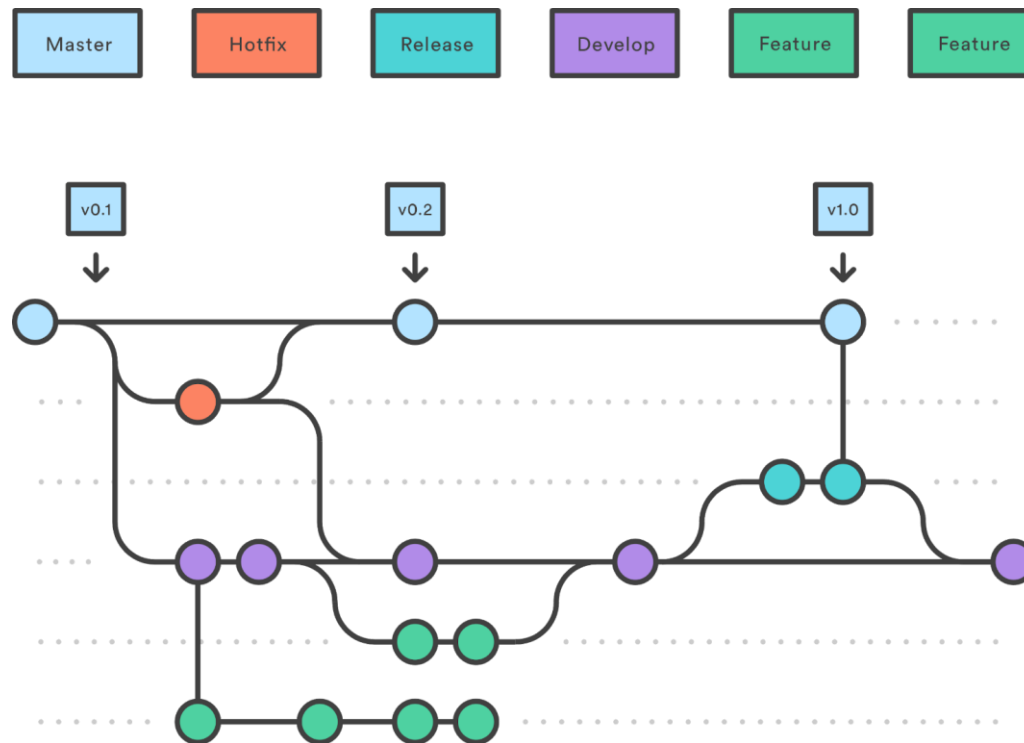 Master
Hotfix
Release
Develop
Feature
Feature
v0.1
v0.2
v1.0